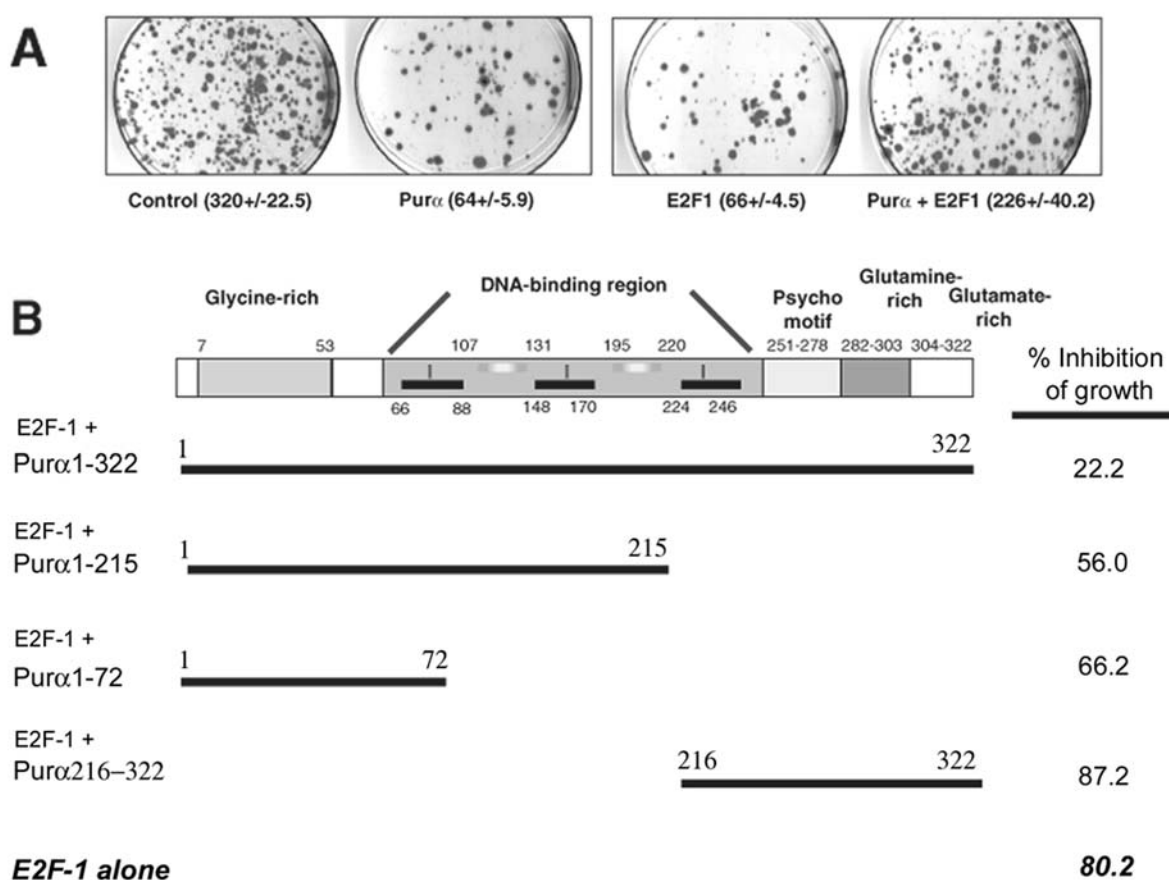 A
Control (320+/-22.5)
Purα (64+/-5.9)
E2F1 (66+/-4.5)
Purα + E2F1 (226+/-40.2)
B
Glycine-rich
DNA-binding region
Psycho
motif
Glutamine-
rich
Glutamate-
rich
7 53 107 131 195 220 251-278 282-303 304-322
66 88 148 170 224 246
% Inhibition
of growth
E2F-1 +
Purα1-322
1 322
22.2
E2F-1 +
Purα1-215
1 215
56.0
E2F-1 +
Purα1-72
1 72
66.2
E2F-1 +
Purα216–322
216 322
87.2
E2F-1 alone
80.2